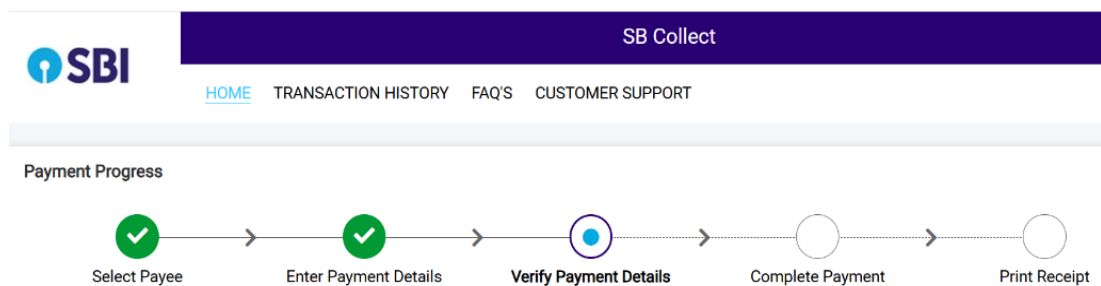 SB Collect
SBI
HOME TRANSACTION HISTORY FAQ'S CUSTOMER SUPPORT
Payment Progress
Select Payee Enter Payment Details Verify Payment Details Complete Payment Print Receipt